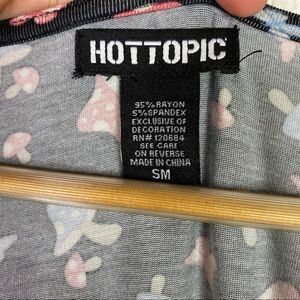 HOTTOPIC
95% RAYON
5% SPANDEX
EXCLUSIVE OF
DECORATION
RN# 120684
SEE CARE
ON REVERSE
MADE IN CHINA
SM